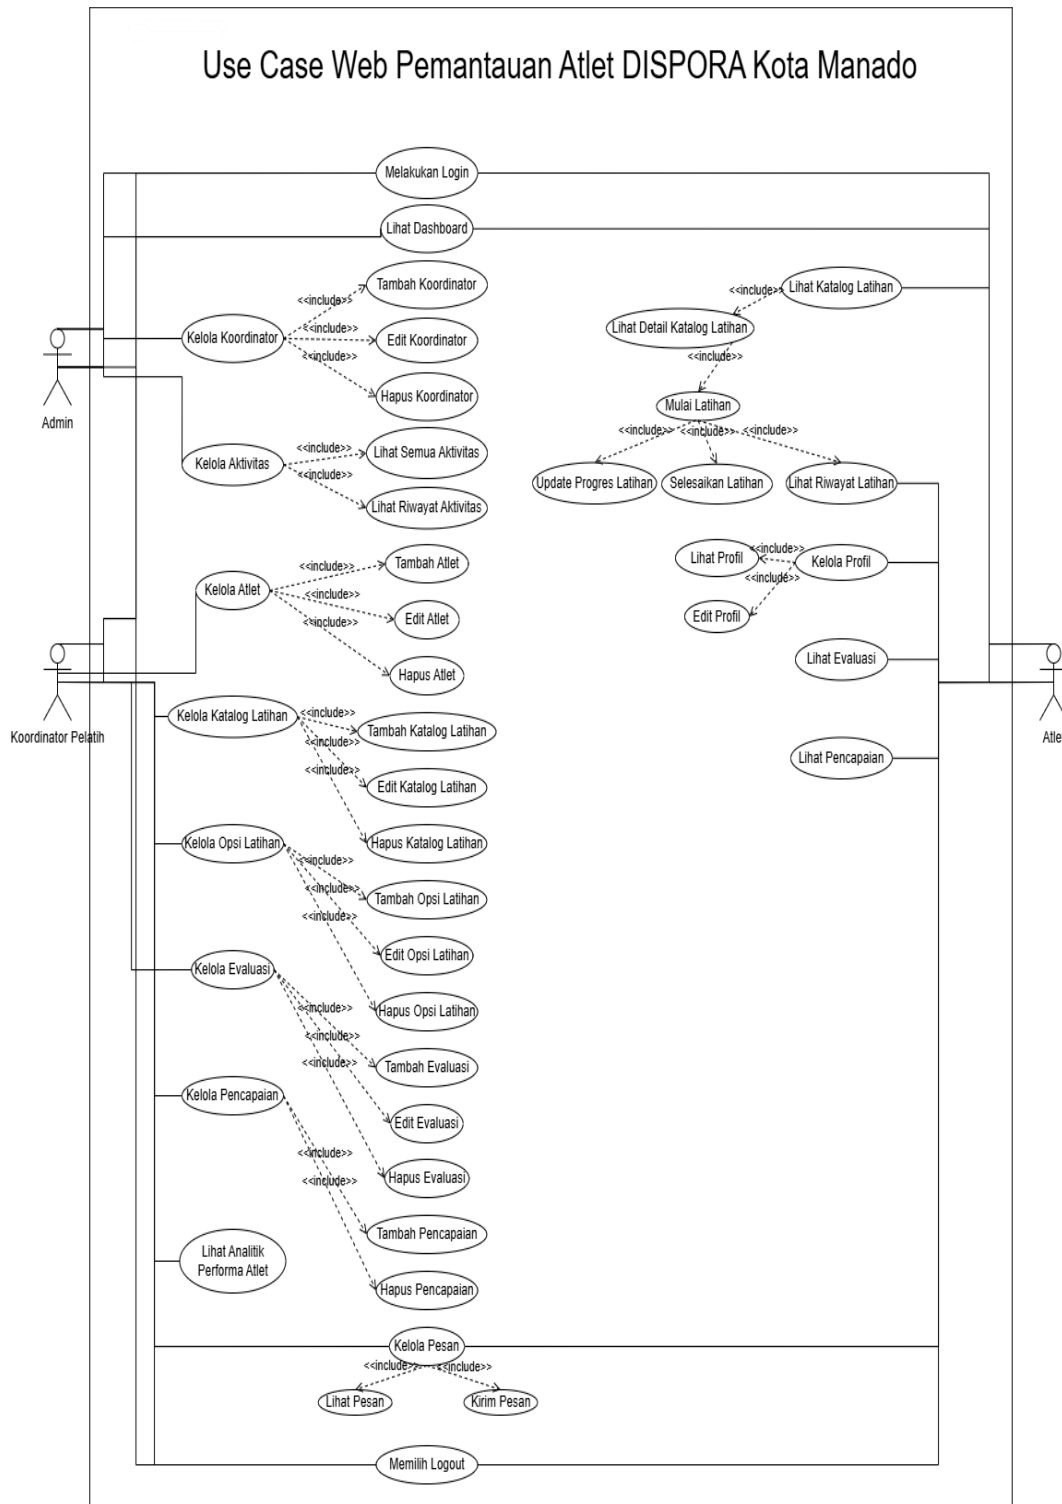 Use Case Web Pemantauan Atlet DISPORA Kota Manado
Melakukan Login
Lihat Dashboard
Tambah Koordinator
<<include>>
Kelola Koordinator
<<include>>
Edit Koordinator
<<include>>
Hapus Koordinator
Admin
Kelola Aktivitas
<<include>>
Lihat Semua Aktivitas
<<include>>
Lihat Riwayat Aktivitas
Kelola Atlet
<<include>>
Tambah Atlet
<<include>>
Edit Atlet
<<include>>
Hapus Atlet
Koordinator Pelatih
Kelola Katalog Latihan
<<include>>
Tambah Katalog Latihan
<<include>>
Edit Katalog Latihan
<<include>>
Hapus Katalog Latihan
Kelola Opsi Latihan
<<include>>
Tambah Opsi Latihan
<<include>>
Edit Opsi Latihan
<<include>>
Hapus Opsi Latihan
Kelola Evaluasi
<<include>>
Tambah Evaluasi
<<include>>
Edit Evaluasi
<<include>>
Hapus Evaluasi
Kelola Pencapaian
<<include>>
Tambah Pencapaian
<<include>>
Hapus Pencapaian
Lihat Analitik
Performa Atlet
Kelola Pesan
<<include>>
<<include>>
Lihat Pesan
Kirim Pesan
Memilih Logout
Lihat Katalog Latihan
<<include>>
Lihat Detail Katalog Latihan
<<include>>
Mulai Latihan
<<include>>
<<include>>
<<include>>
Update Progres Latihan
Selesaikan Latihan
Lihat Riwayat Latihan
Lihat Profil
<<include>>
Kelola Profil
<<include>>
Edit Profil
Lihat Evaluasi
Lihat Pencapaian
Atle